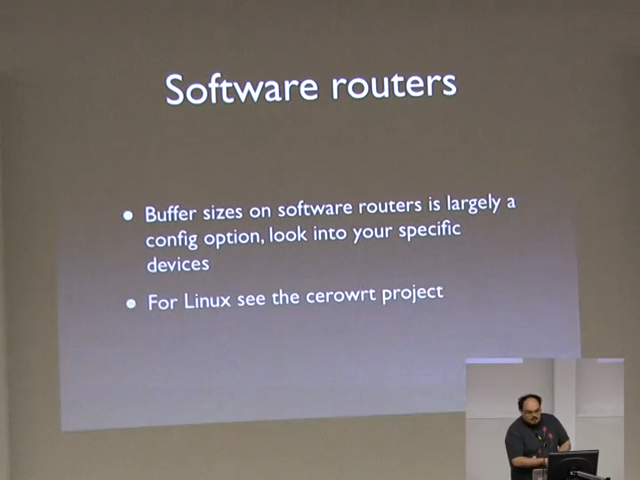 Software routers
• Buffer sizes on software routers is largely a
config option, look into your specific
devices
• For Linux see the cerowrt project